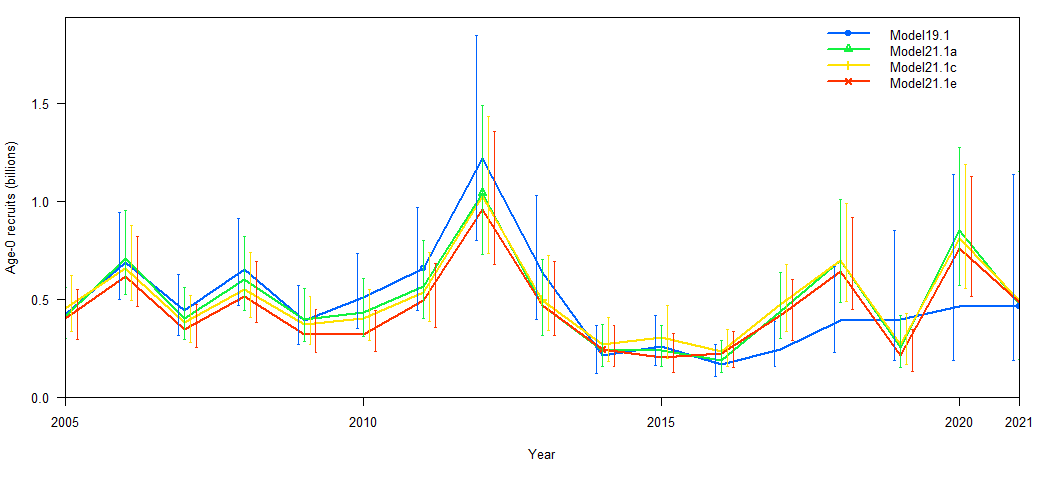 Model19.1
Model21.1a
Model21.1c
Model21.1e
Age-0 recruits (billions)
1.5
1.0
0.5
0.0
2005 2010 2015 2020 2021
Year